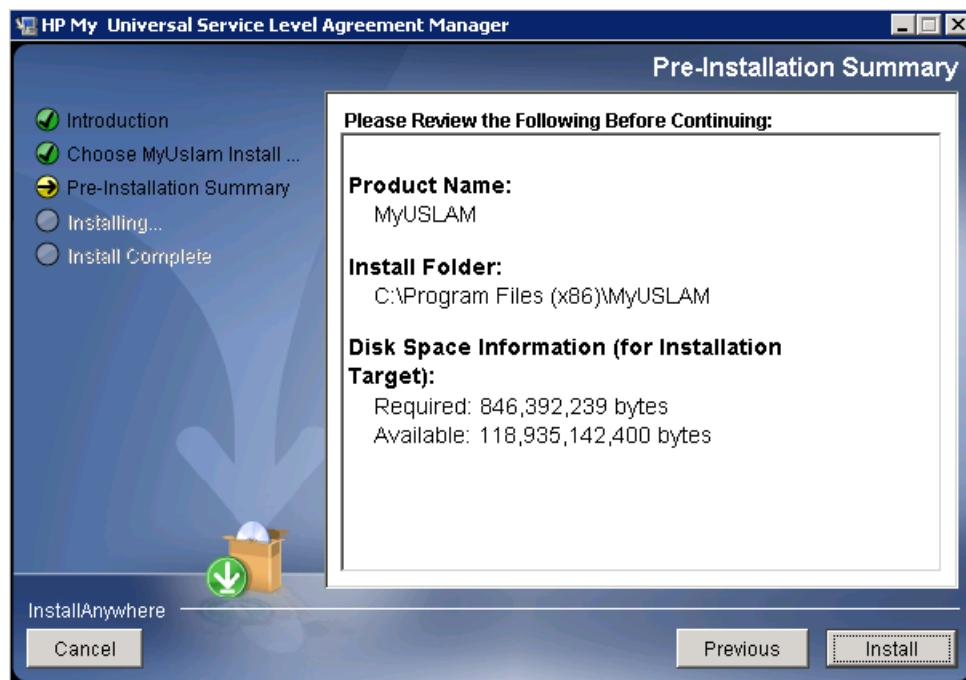 HP My Universal Service Level Agreement Manager
Pre-Installation Summary
Introduction
Choose MyUslam Install ...
Pre-Installation Summary
Installing...
Install Complete
Please Review the Following Before Continuing:
Product Name:
MyUSLAM
Install Folder:
C:\Program Files (x86)\MyUSLAM
Disk Space Information (for Installation
Target):
Required: 846,392,239 bytes
Available: 118,935,142,400 bytes
InstallAnywhere
Cancel
Previous
Install